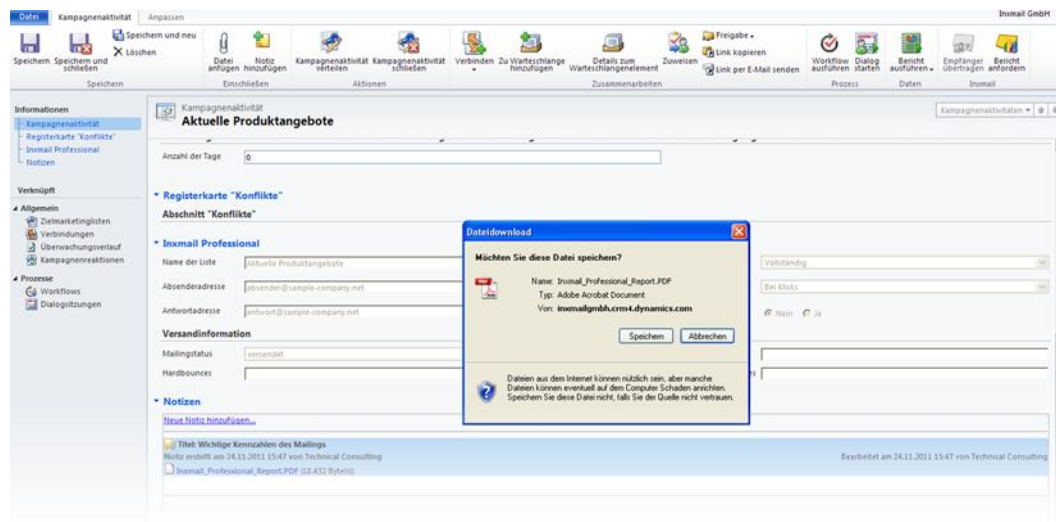 Datei Kampagnenaktivität Anpassen Inxmail GmbH
Speichern
Speichern und schließen
Speichern und neu
Löschen
Datei anfügen
Notiz hinzufügen
Kampagnenaktivität verteilen
Kampagnenaktivität schließen
Verbinden
Zu Warteschlange hinzufügen
Details zum Warteschlangenelement
Zuweisen
Freigabe
Link kopieren
Link per E-Mail senden
Workflow ausführen
Dialog starten
Bericht ausführen
Empfänger übertragen
Bericht anfordern
Speichern Einschließen Aktionen Zusammenarbeiten Prozess Daten Inxmail
Informationen
Kampagnenaktivität
Registerkarte "Konflikte"
Inxmail Professional
Notizen
Verknüpft
Allgemein
Zielmarketinglisten
Verbindungen
Überwachungsverlauf
Kampagnenreaktionen
Prozesse
Workflows
Dialogsitzungen
Kampagnenaktivität
Aktuelle Produktangebote
Kampagnenaktivitäten
Anzahl der Tage 0
Registerkarte "Konflikte"
Abschnitt "Konflikte"
Inxmail Professional
Name der Liste Aktuelle Produktangebote Vollständig
Absenderadresse absender@sample-company.net Bei Klicks
Antwortadresse antwort@sample-company.net Nein Ja
Versandinformation
Mailingstatus versendet
Hardbounces
Notizen
Neue Notiz hinzufügen...
Titel: Wichtige Kennzahlen des Mailings
Notiz erstellt am 24.11.2011 15:47 von Technical Consulting Bearbeitet am 24.11.2011 15:47 von Technical Consulting
Inxmail_Professional_Report.PDF (18.432 Byte(s))
Dateidownload
Möchten Sie diese Datei speichern?
Name: Inxmail_Professional_Report.PDF
Typ: Adobe Acrobat Document
Von: inxmailgmbh.crm4.dynamics.com
Speichern Abbrechen
Dateien aus dem Internet können nützlich sein, aber manche
Dateien können eventuell auf dem Computer Schaden anrichten.
Speichern Sie diese Datei nicht, falls Sie der Quelle nicht vertrauen.